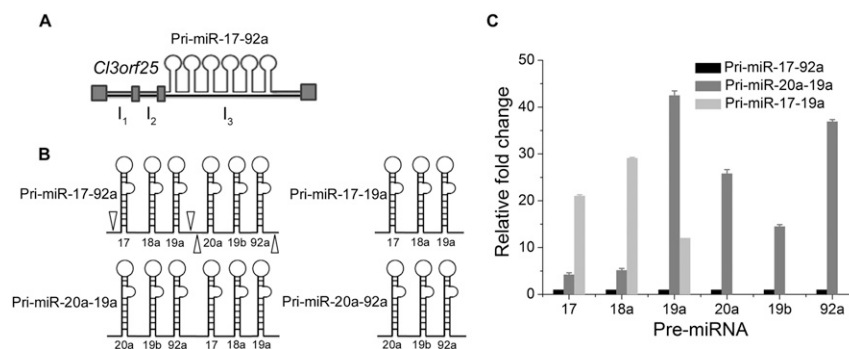 A
Pri-miR-17-92a
Cl3orf25
I1 I2 I3
B
Pri-miR-17-92a
17 18a 19a 20a 19b 92a
Pri-miR-17-19a
17 18a 19a
Pri-miR-20a-19a
20a 19b 92a 17 18a 19a
Pri-miR-20a-92a
20a 19b 92a
C
Relative fold change
50
40
30
20
10
0
Pri-miR-17-92a
Pri-miR-20a-19a
Pri-miR-17-19a
17 18a 19a 20a 19b 92a
Pre-miRNA